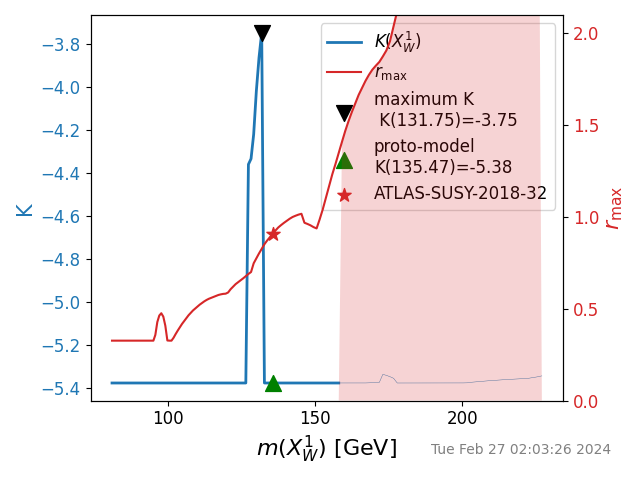 K(X_W^1)
r_max
maximum K
K(131.75)=-3.75
proto-model
K(135.47)=-5.38
ATLAS-SUSY-2018-32
−3.8
−4.0
−4.2
−4.4
−4.6
−4.8
−5.0
−5.2
−5.4
K
2.0
1.5
1.0
0.5
0.0
r_max
100
150
200
m(X_W^1) [GeV]
Tue Feb 27 02:03:26 2024